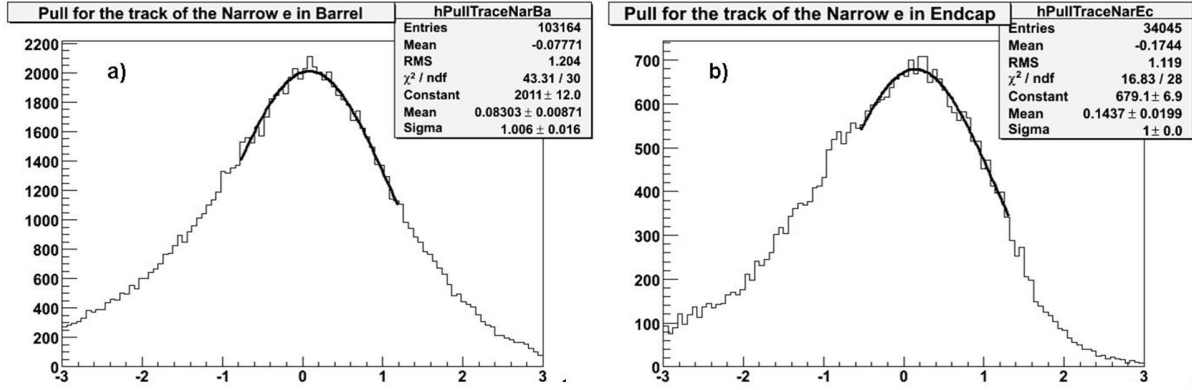 Pull for the track of the Narrow e in Barrel
hPullTraceNarBa
Entries 103164
Mean -0.07771
RMS 1.204
χ² / ndf 43.31 / 30
Constant 2011 ± 12.0
Mean 0.08303 ± 0.00871
Sigma 1.006 ± 0.016
a)
2200
2000
1800
1600
1400
1200
1000
800
600
400
200
0
-3 -2 -1 0 1 2 3
Pull for the track of the Narrow e in Endcap
hPullTraceNarEc
Entries 34045
Mean -0.1744
RMS 1.119
χ² / ndf 16.83 / 28
Constant 679.1 ± 6.9
Mean 0.1437 ± 0.0199
Sigma 1 ± 0.0
b)
700
600
500
400
300
200
100
0
-3 -2 -1 0 1 2 3